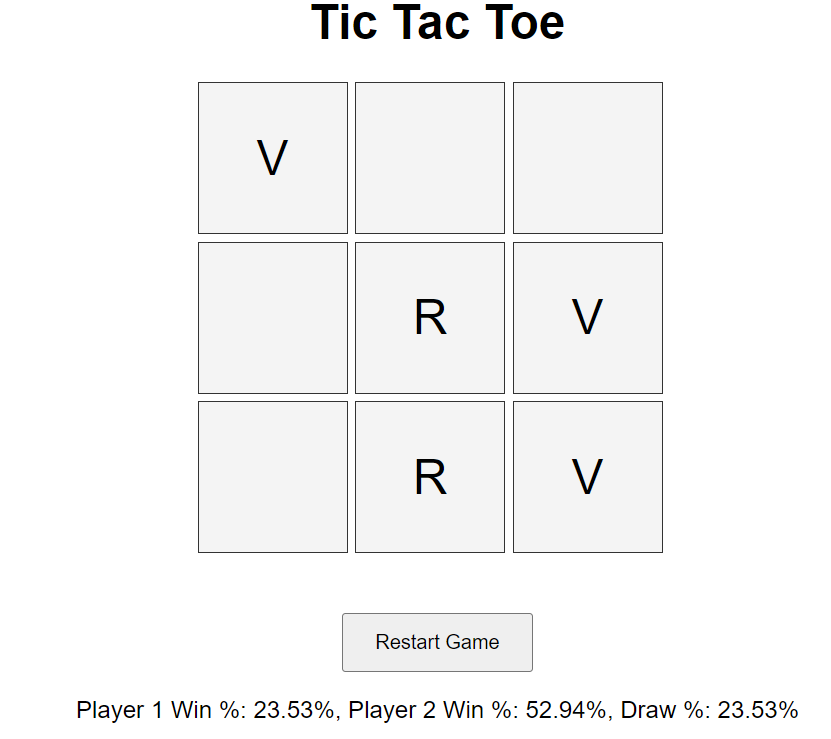 Tic Tac Toe
V
R V
R V
Restart Game
Player 1 Win %: 23.53%, Player 2 Win %: 52.94%, Draw %: 23.53%